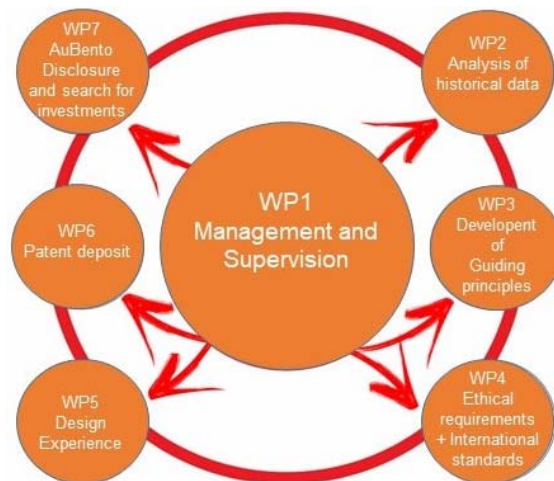 WP7
AuBento
Disclosure
and search for
investments
WP2
Analysis of
historical data
WP1
Management and
Supervision
WP6
Patent deposit
WP3
Developent of
Guiding
principles
WP5
Design
Experience
WP4
Ethical
requirements
+ International
standards